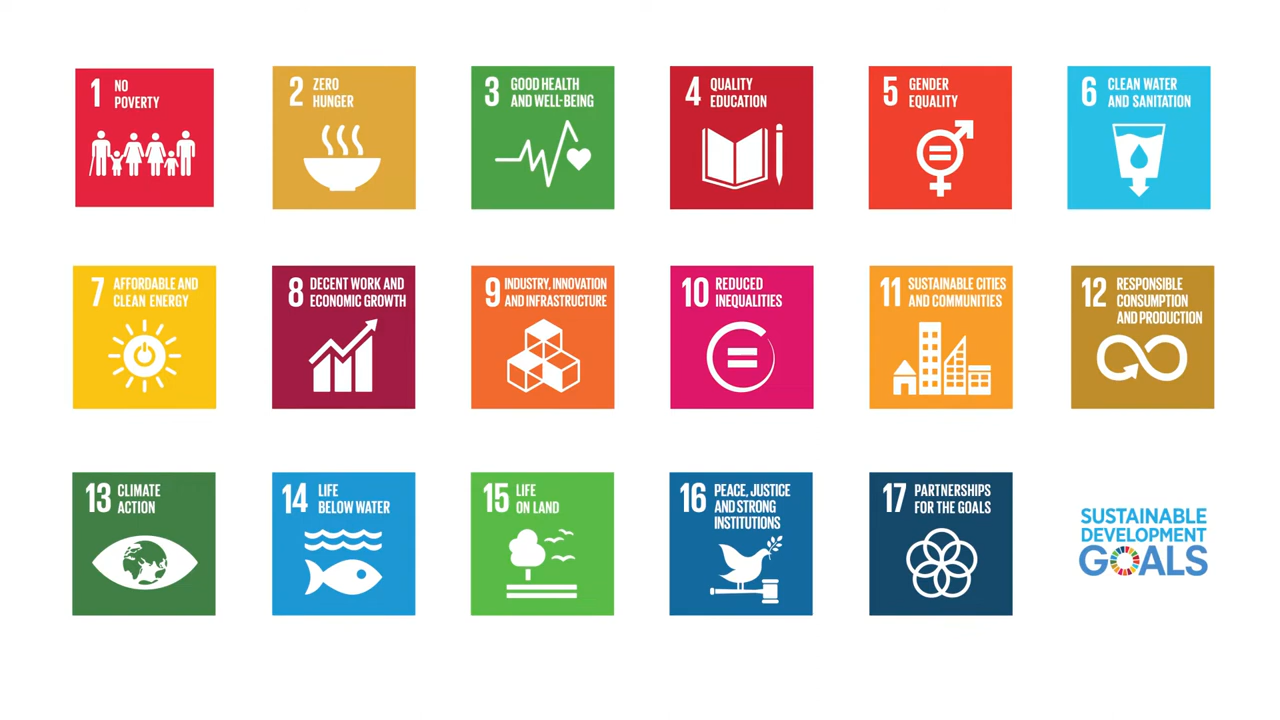 1 NO
POVERTY
2 ZERO
HUNGER
3 GOOD HEALTH
AND WELL-BEING
4 QUALITY
EDUCATION
5 GENDER
EQUALITY
6 CLEAN WATER
AND SANITATION
7 AFFORDABLE AND
CLEAN ENERGY
8 DECENT WORK AND
ECONOMIC GROWTH
9 INDUSTRY, INNOVATION
AND INFRASTRUCTURE
10 REDUCED
INEQUALITIES
11 SUSTAINABLE CITIES
AND COMMUNITIES
12 RESPONSIBLE
CONSUMPTION
AND PRODUCTION
13 CLIMATE
ACTION
14 LIFE
BELOW WATER
15 LIFE
ON LAND
16 PEACE, JUSTICE
AND STRONG
INSTITUTIONS
17 PARTNERSHIPS
FOR THE GOALS
SUSTAINABLE
DEVELOPMENT
GOALS